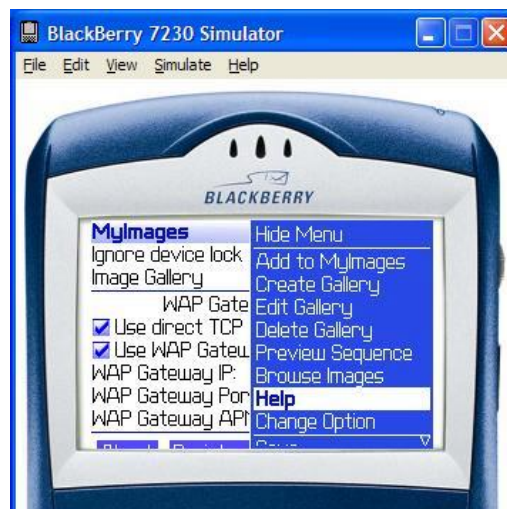 BlackBerry 7230 Simulator
File Edit View Simulate Help
BLACKBERRY
MyImages
Ignore device lock
Image Gallery
WAP Gate
Use direct TCP
Use WAP Gatew
WAP Gateway IP:
WAP Gateway Por
WAP Gateway AP
Hide Menu
Add to MyImages
Create Gallery
Edit Gallery
Delete Gallery
Preview Sequence
Browse Images
Help
Change Option